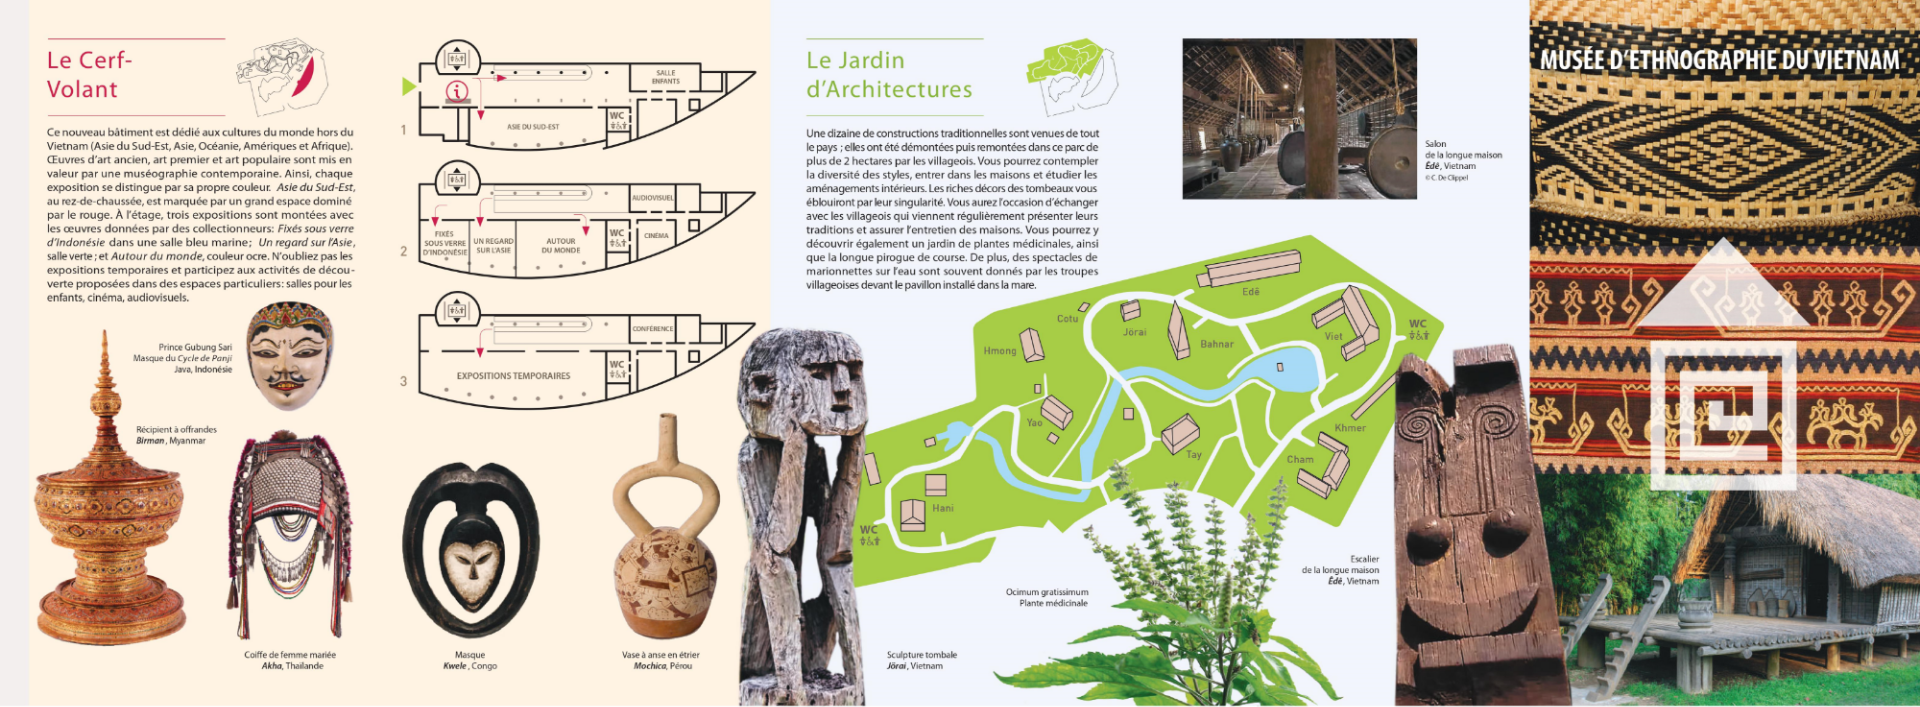 Le Cerf-
Volant
Ce nouveau bâtiment est dédié aux cultures du monde hors du
Vietnam (Asie du Sud-Est, Asie, Océanie, Amériques et Afrique).
Œuvres d'art ancien, art premier et art populaire sont mis en
valeur par une muséographie contemporaine. Ainsi, chaque
exposition se distingue par sa propre couleur. Asie du Sud-Est,
au rez-de-chaussée, est marquée par un grand espace dominé
par le rouge. À l'étage, trois expositions sont montées avec
les œuvres données par des collectionneurs: Fixés sous verre
d'Indonésie dans une salle bleu marine; Un regard sur l'Asie,
salle verte ; et Autour du monde, couleur ocre. N'oubliez pas les
expositions temporaires et participez aux activités de décou-
verte proposées dans des espaces particuliers: salles pour les
enfants, cinéma, audiovisuels.
Prince Gubung Sari
Masque du Cycle de Panji
Java, Indonésie
Récipient à offrandes
Birman, Myanmar
Coiffe de femme mariée
Akha, Thaïlande
Masque
Kwele, Congo
Vase à anse en étrier
Mochica, Pérou
1
i
SALLE
ENFANTS
ASIE DU SUD-EST
WC
2
AUDIOVISUEL
FIXÉS
SOUS VERRE
D'INDONÉSIE
UN REGARD
SUR L'ASIE
AUTOUR
DU MONDE
WC
CINÉMA
3
CONFÉRENCE
EXPOSITIONS TEMPORAIRES
WC
Le Jardin
d'Architectures
Une dizaine de constructions traditionnelles sont venues de tout
le pays ; elles ont été démontées puis remontées dans ce parc de
plus de 2 hectares par les villageois. Vous pourrez contempler
la diversité des styles, entrer dans les maisons et étudier les
aménagements intérieurs. Les riches décors des tombeaux vous
éblouiront par leur singularité. Vous aurez l'occasion d'échanger
avec les villageois qui viennent régulièrement présenter leurs
traditions et assurer l'entretien des maisons. Vous pourrez y
découvrir également un jardin de plantes médicinales, ainsi
que la longue pirogue de course. De plus, des spectacles de
marionnettes sur l'eau sont souvent donnés par les troupes
villageoises devant le pavillon installé dans la mare.
Salon
de la longue maison
Êdê, Vietnam
© C. De Clippel
Edê
Cotu
Jörai
Hmong
Bahnar
Viet
WC
Yao
Khmer
Tay
Cham
Hani
WC
Ocimum gratissimum
Plante médicinale
Escalier
de la longue maison
Êdê, Vietnam
Sculpture tombale
Jörai, Vietnam
MUSÉE D'ETHNOGRAPHIE DU VIETNAM